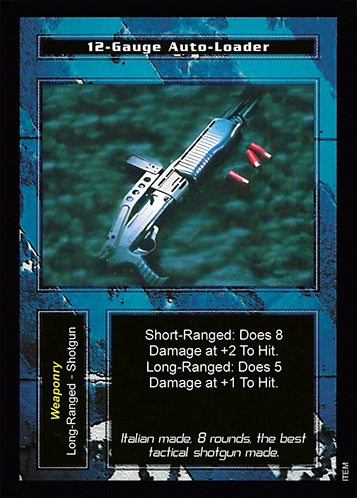 12-Gauge Auto-Loader
Weaponry
Long-Ranged - Shotgun
Short-Ranged: Does 8
Damage at +2 To Hit.
Long-Ranged: Does 5
Damage at +1 To Hit.
Italian made, 8 rounds, the best
tactical shotgun made.
ITEM